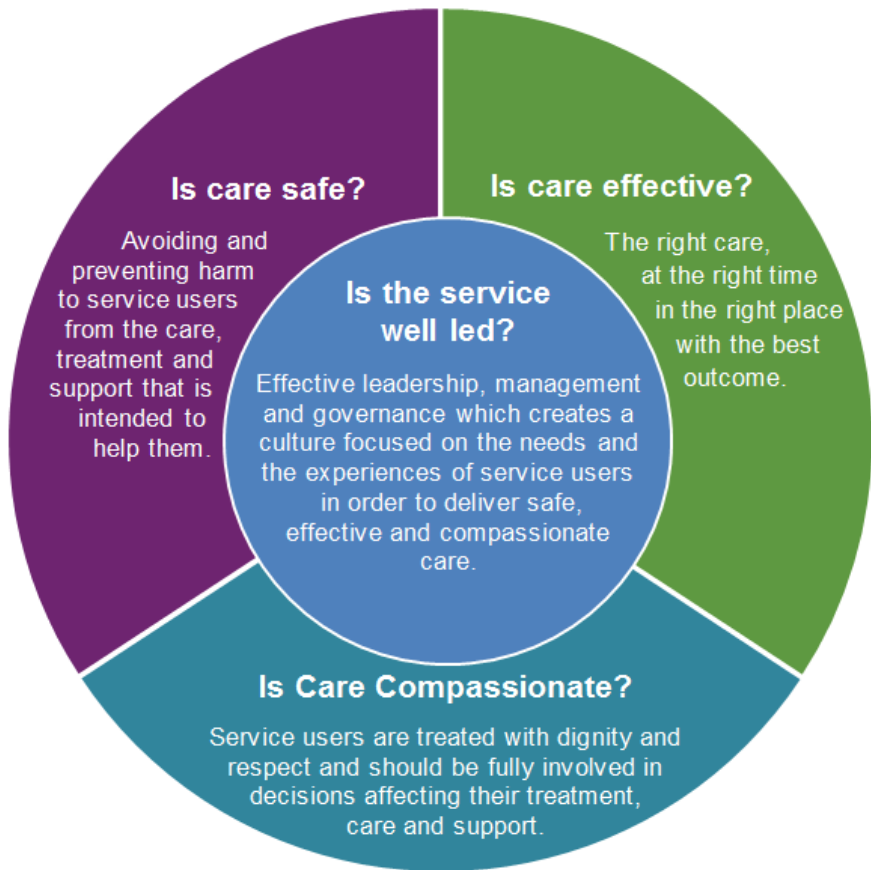 Is care safe?
Avoiding and
preventing harm
to service users
from the care,
treatment and
support that is
intended to
help them.
Is care effective?
The right care,
at the right time
in the right place
with the best
outcome.
Is the service
well led?
Effective leadership, management
and governance which creates a
culture focused on the needs and
the experiences of service users
in order to deliver safe,
effective and compassionate
care.
Is Care Compassionate?
Service users are treated with dignity and
respect and should be fully involved in
decisions affecting their treatment,
care and support.